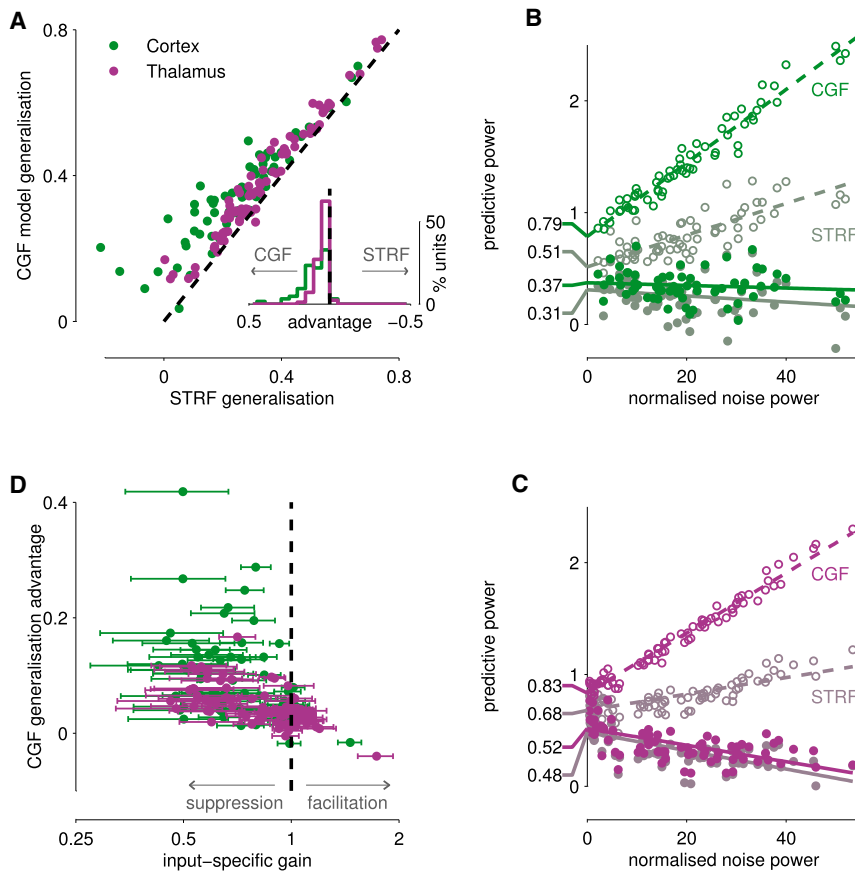 A
0.8
0.4
0
CGF model generalisation
Cortex
Thalamus
CGF
STRF
50
0
% units
0.5
advantage
−0.5
0
0.4
0.8
STRF generalisation
B
2
1
0
predictive power
CGF
STRF
0.79
0.51
0.37
0.31
0
20
40
normalised noise power
D
0.4
0.2
0
CGF generalisation advantage
suppression
facilitation
0.25
0.5
1
2
input−specific gain
C
2
1
0
predictive power
CGF
STRF
0.83
0.68
0.52
0.48
0
20
40
normalised noise power